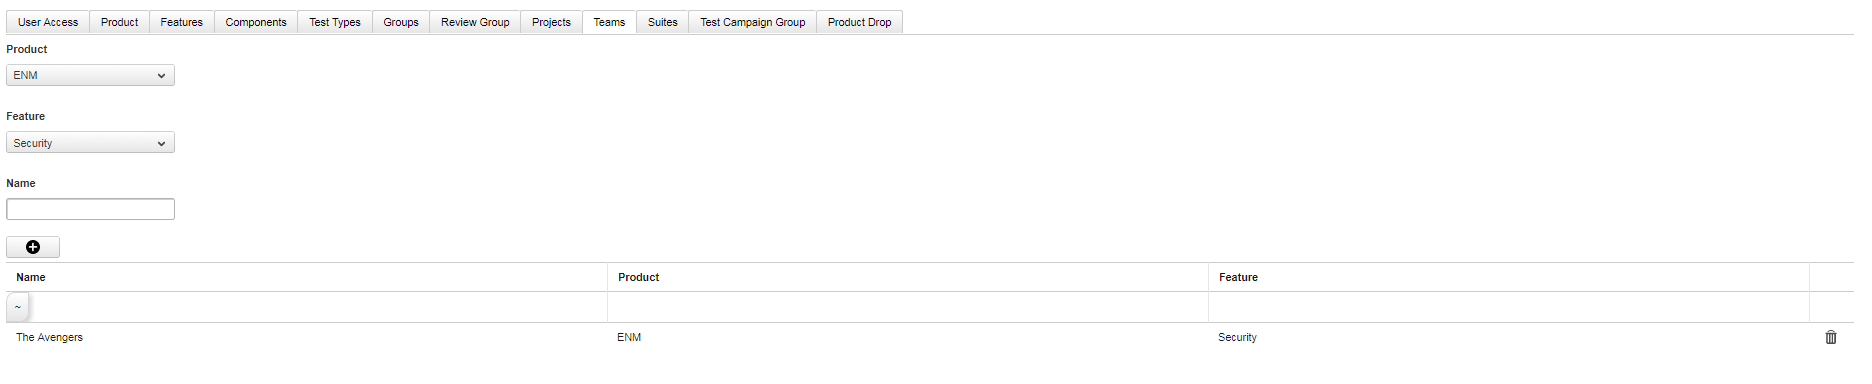 User Access Product Features Components Test Types Groups Review Group Projects Teams Suites Test Campaign Group Product Drop
Product
ENM
Feature
Security
Name
Name Product Feature
~
The Avengers ENM Security